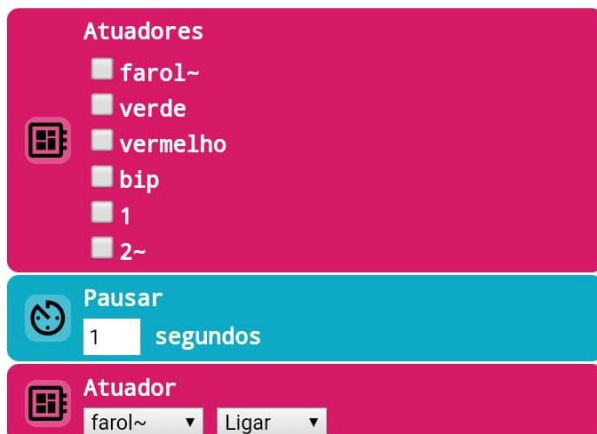 Atuadores
farol~
verde
vermelho
bip
1
2~
Pausar
1 segundos
Atuador
farol~ Ligar